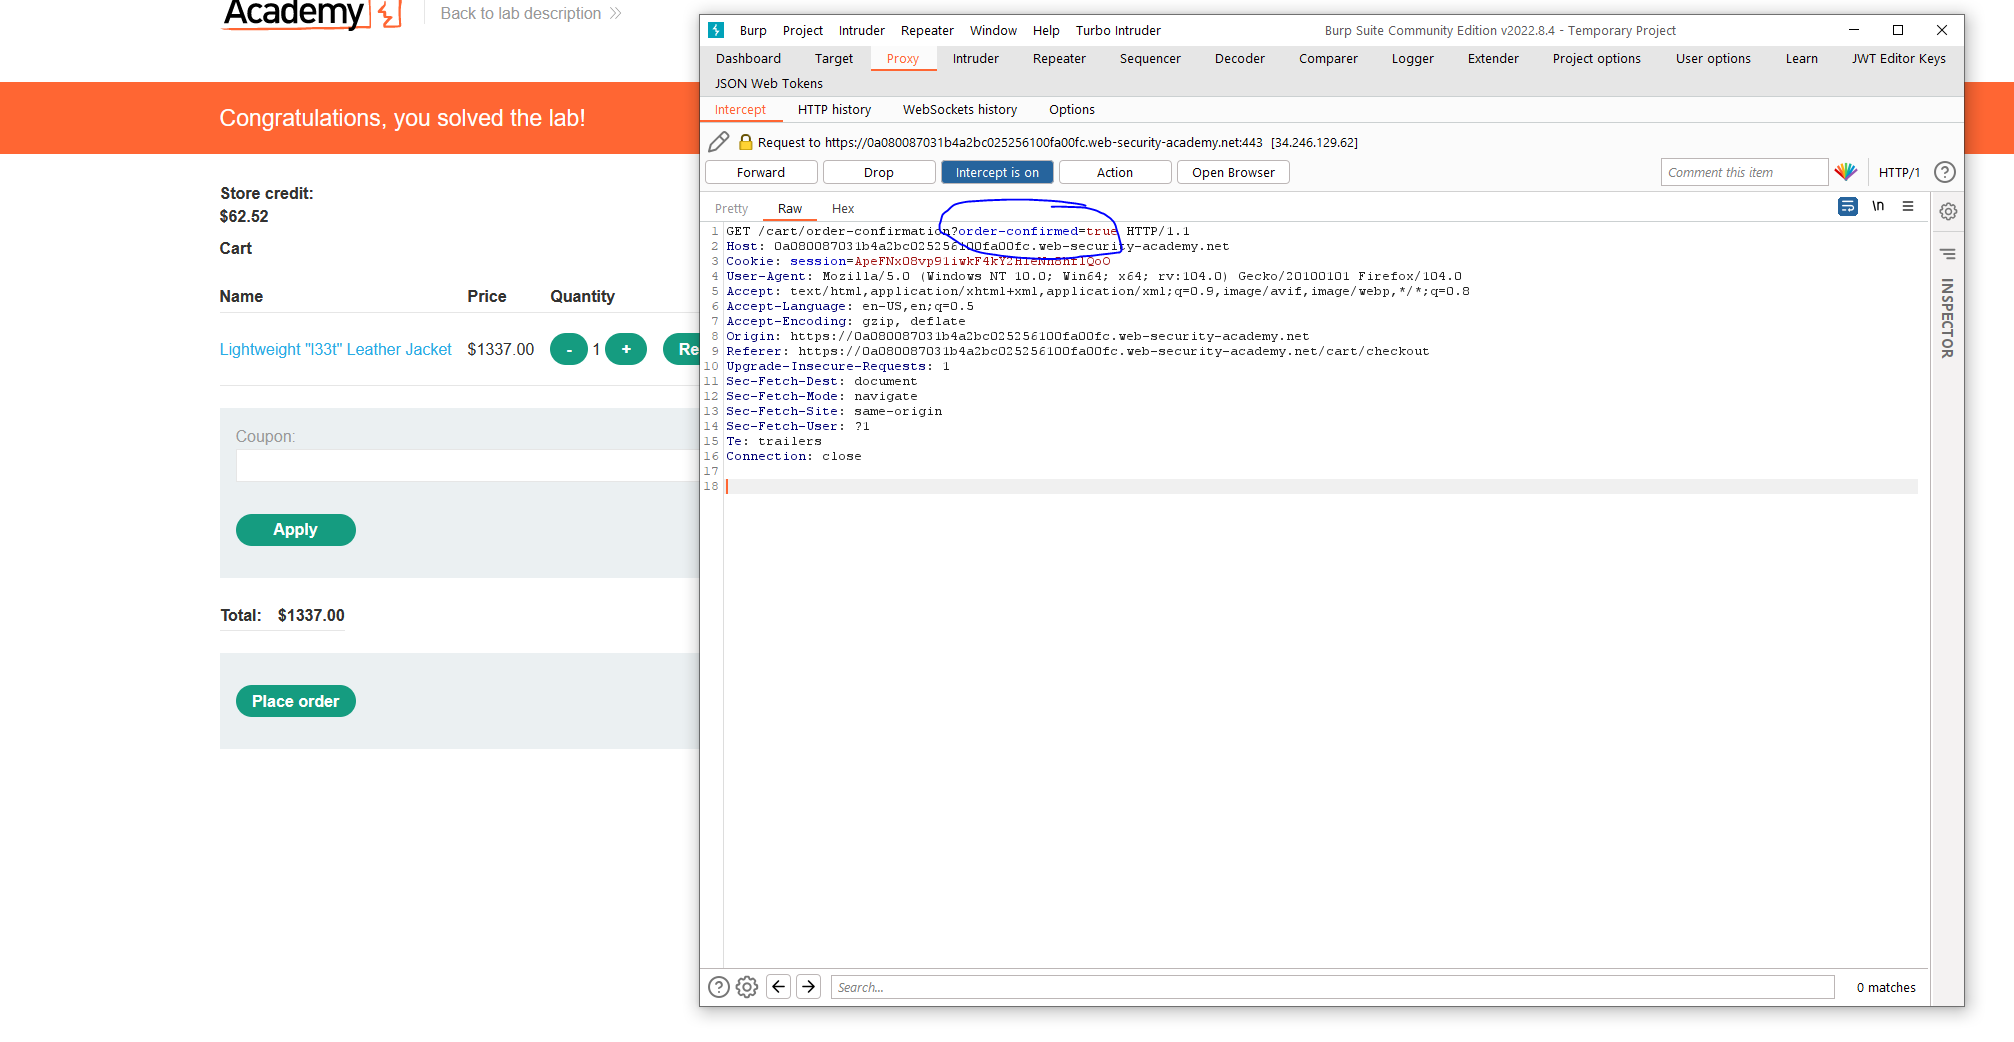 Academy
Back to lab description
Congratulations, you solved the lab!
Store credit:
$62.52
Cart
Name Price Quantity
Lightweight "l33t" Leather Jacket $1337.00 - 1 + Re
Coupon:
Apply
Total: $1337.00
Place order
Burp Project Intruder Repeater Window Help Turbo Intruder Burp Suite Community Edition v2022.8.4 - Temporary Project
Dashboard Target Proxy Intruder Repeater Sequencer Decoder Comparer Logger Extender Project options User options Learn JWT Editor Keys
JSON Web Tokens
Intercept HTTP history WebSockets history Options
Request to https://0a080087031b4a2bc025256100fa00fc.web-security-academy.net:443 [34.246.129.62]
Forward Drop Intercept is on Action Open Browser Comment this item HTTP/1 ?
Pretty Raw Hex \n
1 GET /cart/order-confirmation?order-confirmed=true HTTP/1.1
2 Host: 0a080087031b4a2bc025256100fa00fc.web-security-academy.net
3 Cookie:
4 User-Agent: Mozilla/5.0 (Windows NT 10.0; Win64; x64; rv:104.0) Gecko/20100101 Firefox/104.0
5 Accept: text/html,application/xhtml+xml,application/xml;q=0.9,image/avif,image/webp,*/*;q=0.8
6 Accept-Language: en-US,en;q=0.5
7 Accept-Encoding: gzip, deflate
8 Origin: https://0a080087031b4a2bc025256100fa00fc.web-security-academy.net
9 Referer: https://0a080087031b4a2bc025256100fa00fc.web-security-academy.net/cart/checkout
10 Upgrade-Insecure-Requests: 1
11 Sec-Fetch-Dest: document
12 Sec-Fetch-Mode: navigate
13 Sec-Fetch-Site: same-origin
14 Sec-Fetch-User: ?1
15 Te: trailers
16 Connection: close
17
18
INSPECTOR
? Search... 0 matches